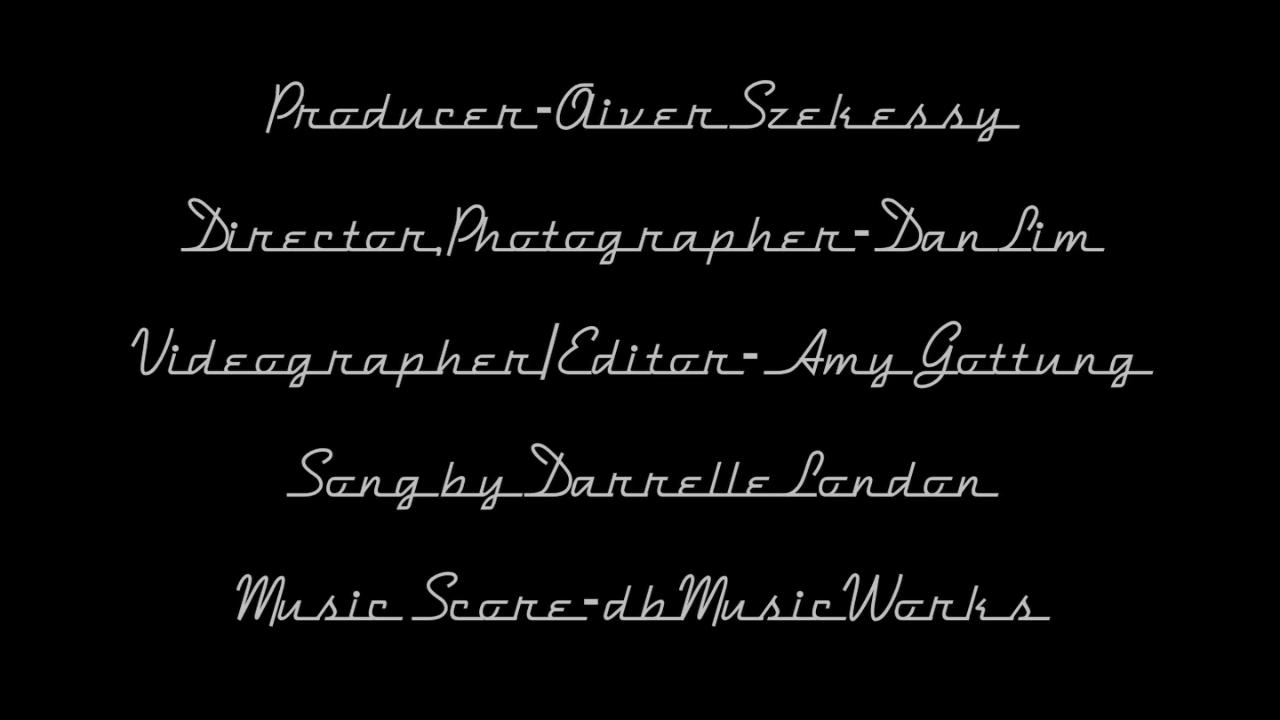 Producer-Oliver Szekessy
Director,Photographer-Dan Lim
Videographer/Editor- Amy Gottung
Song by Darrelle London
Music Score-dbMusicWorks